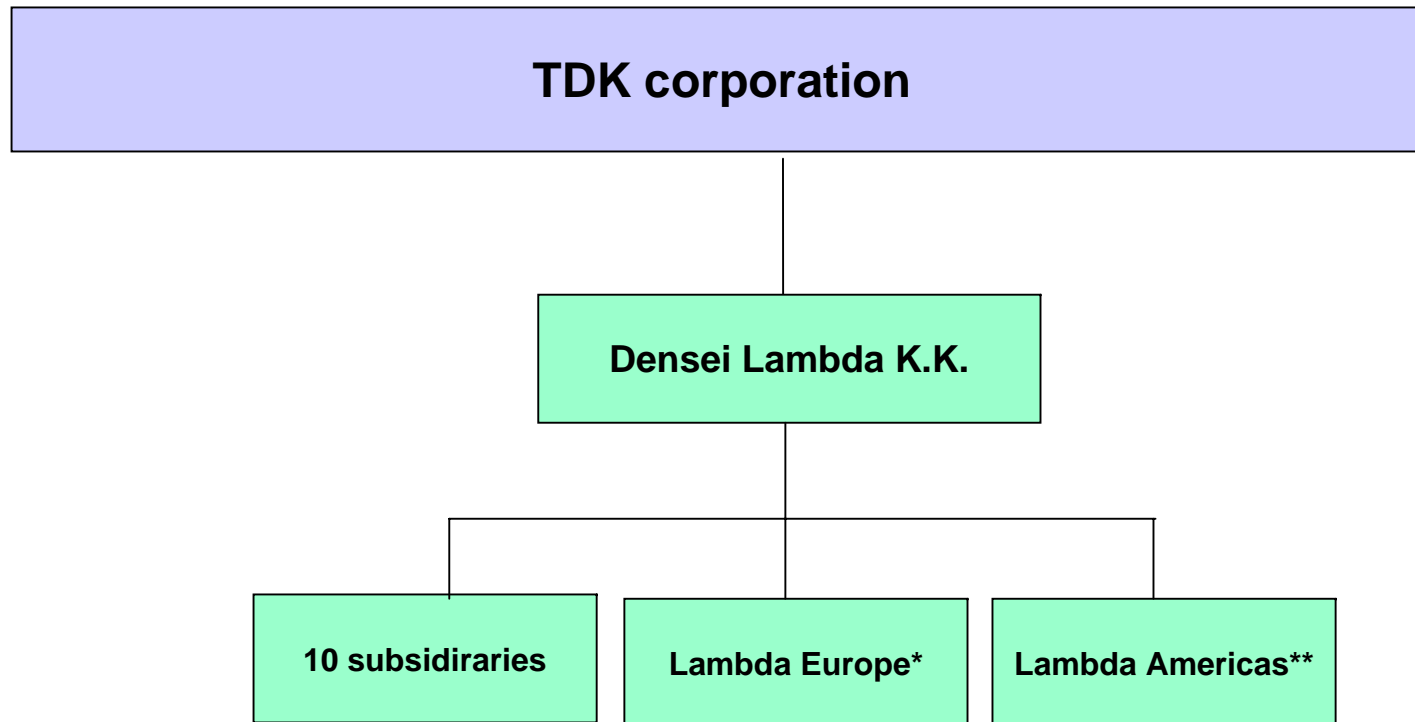 TDK corporation
Densei Lambda K.K.
10 subsidiraries
Lambda Europe*
Lambda Americas**